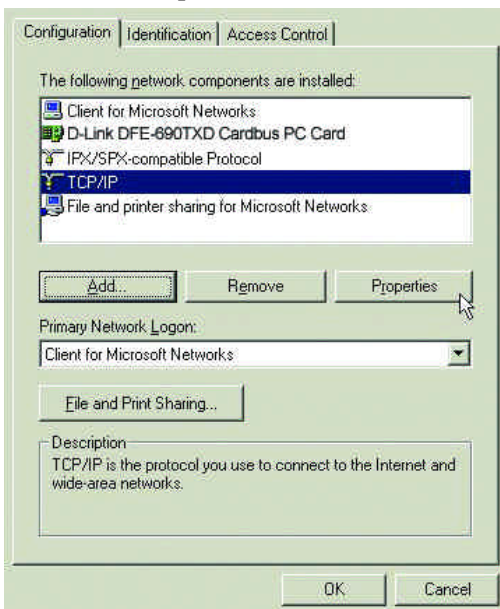 Configuration Identification Access Control
The following network components are installed:
Client for Microsoft Networks
D-Link DFE-690TXD Cardbus PC Card
IPX/SPX-compatible Protocol
TCP/IP
File and printer sharing for Microsoft Networks
Add... Remove Properties
Primary Network Logon:
Client for Microsoft Networks
File and Print Sharing...
Description
TCP/IP is the protocol you use to connect to the Internet and
wide-area networks.
OK Cancel